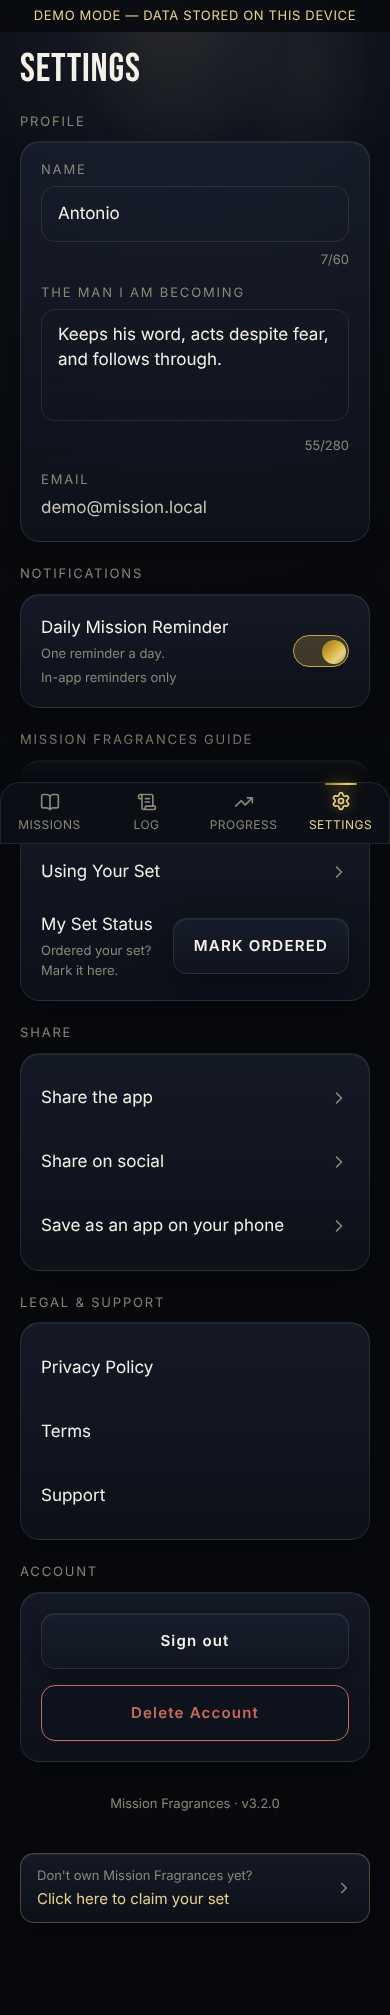 DEMO MODE — DATA STORED ON THIS DEVICE
SETTINGS
PROFILE
NAME
Antonio
7/60
THE MAN I AM BECOMING
Keeps his word, acts despite fear,
and follows through.
55/280
EMAIL
demo@mission.local
NOTIFICATIONS
Daily Mission Reminder
One reminder a day.
In-app reminders only
MISSION FRAGRANCES GUIDE
MISSIONS
LOG
PROGRESS
SETTINGS
Using Your Set
My Set Status
Ordered your set?
Mark it here.
MARK ORDERED
SHARE
Share the app
Share on social
Save as an app on your phone
LEGAL & SUPPORT
Privacy Policy
Terms
Support
ACCOUNT
Sign out
Delete Account
Mission Fragrances · v3.2.0
Don't own Mission Fragrances yet?
Click here to claim your set